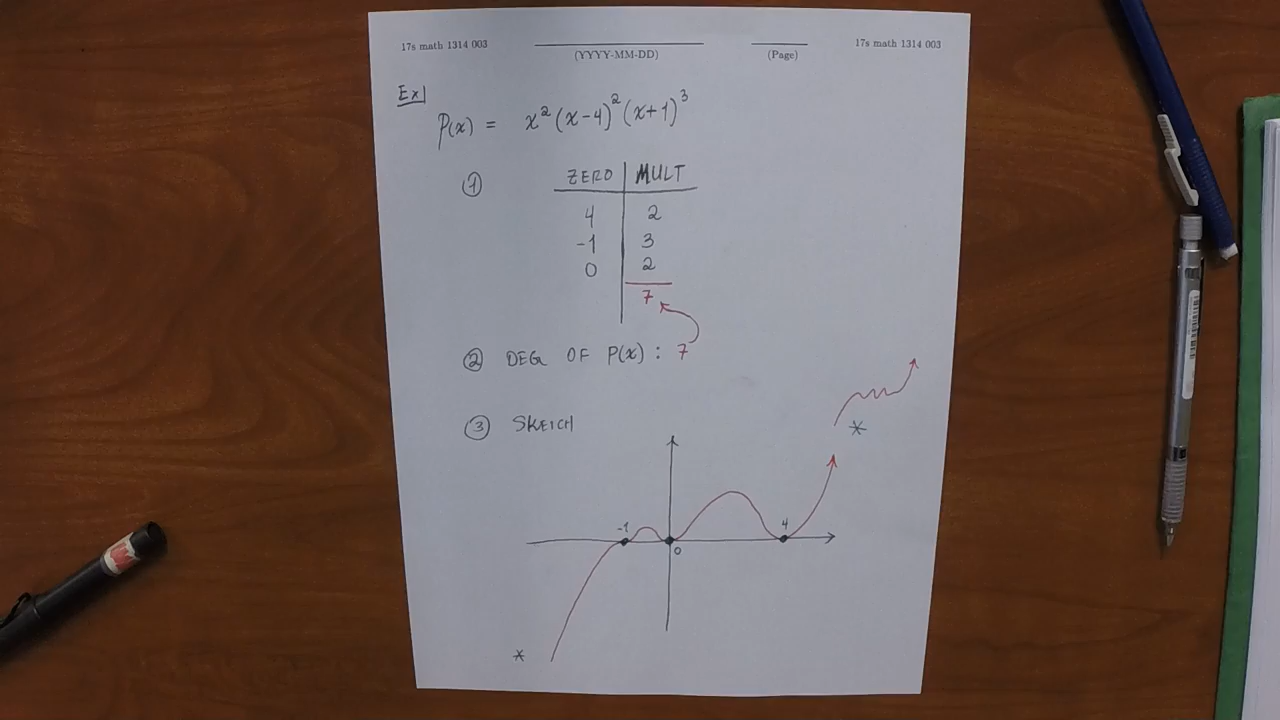 17s math 1314 003 (YYYY-MM-DD) (Page) 17s math 1314 003
Ex1
P(x) = x²(x-4)²(x+1)³
① ZERO MULT
4 2
-1 3
0 2
7
② DEG OF P(x) : 7
③ SKETCH
*
-1 0 4
*